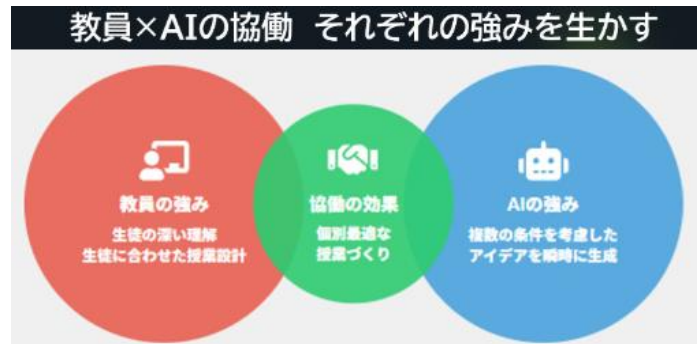 教員×AIの協働 それぞれの強みを生かす
教員の強み
生徒の深い理解
生徒に合わせた授業設計
協働の効果
個別最適な
授業づくり
AIの強み
複数の条件を考慮した
アイデアを瞬時に生成